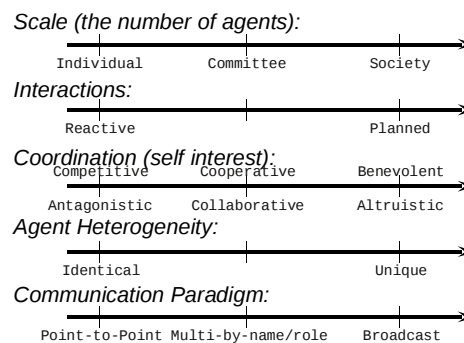 Scale (the number of agents):
Individual Committee Society
Interactions:
Reactive Planned
Coordination (self interest):
Competitive Cooperative Benevolent
Antagonistic Collaborative Altruistic
Agent Heterogeneity:
Identical Unique
Communication Paradigm:
Point-to-Point Multi-by-name/role Broadcast